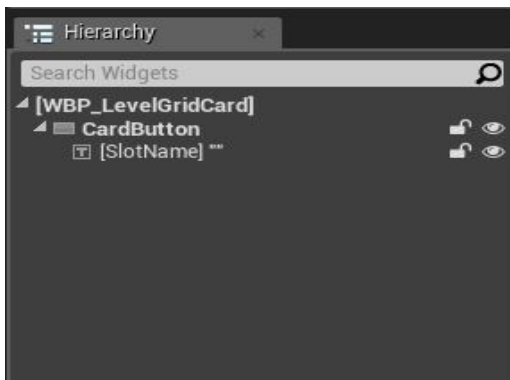 Hierarchy
Search Widgets
[WBP_LevelGridCard]
CardButton
[SlotName] ""